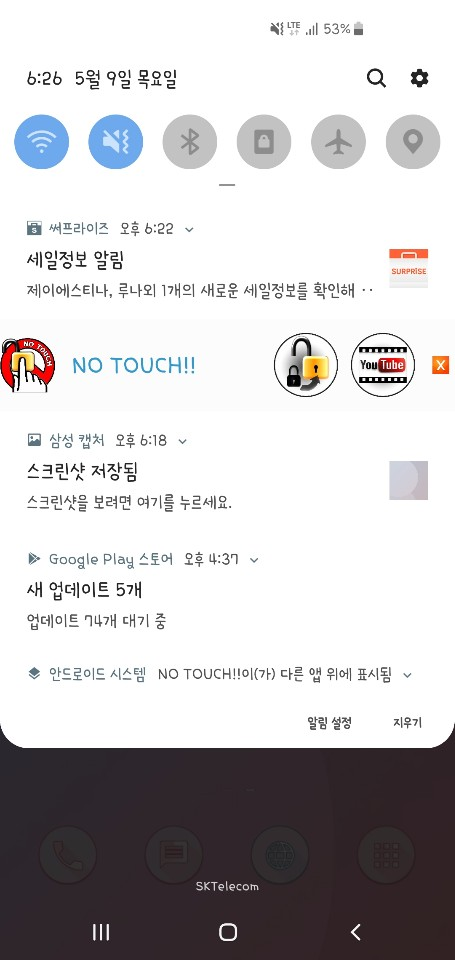 LTE 53%
6:26 5월 9일 목요일
써프라이즈 오후 6:22
세일정보 알림
SURPRISE
제이에스티나, 루나외 1개의 새로운 세일정보를 확인해 ··
NO TOUCH
NO TOUCH!!
YouTube
X
삼성 캡처 오후 6:18
스크린샷 저장됨
스크린샷을 보려면 여기를 누르세요.
Google Play 스토어 오후 4:37
새 업데이트 5개
업데이트 74개 대기 중
안드로이드 시스템 NO TOUCH!!이(가) 다른 앱 위에 표시됨
알림 설정 지우기
SKTelecom